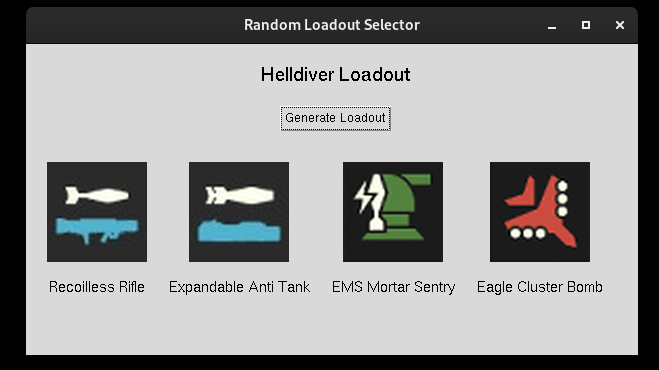 Random Loadout Selector
Helldiver Loadout
Generate Loadout
Recoilless Rifle Expandable Anti Tank EMS Mortar Sentry Eagle Cluster Bomb